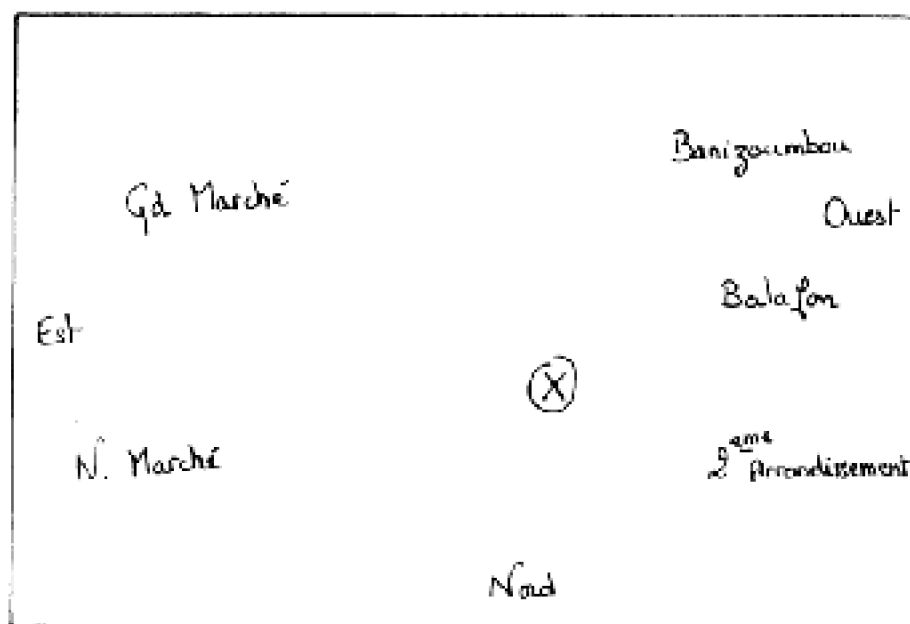 Banizoumbou
Gd Marché
Ouest
Balafon
Est
X
N. Marché
2ème Arrondissement
Nord